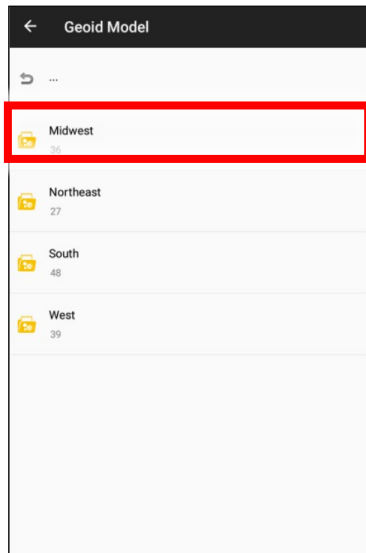 Geoid Model
...
Midwest
36
Northeast
27
South
48
West
39